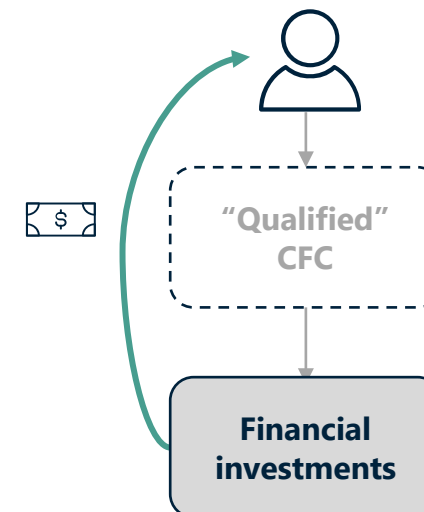 $
“Qualified”
CFC
Financial
investments